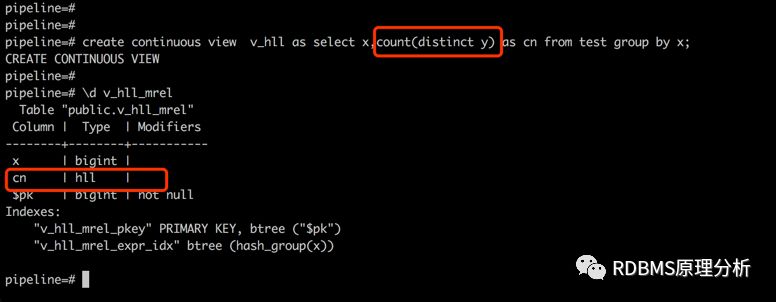 pipeline=#
pipeline=#
pipeline=# create continuous view  v_hll as select x,count(distinct y) as cn from test group by x;
CREATE CONTINUOUS VIEW
pipeline=#
pipeline=# \d v_hll_mrel
  Table "public.v_hll_mrel"
 Column |  Type  | Modifiers
--------+--------+-----------
 x      | bigint |
 cn     | hll    |
 $pk    | bigint | not null
Indexes:
    "v_hll_mrel_pkey" PRIMARY KEY, btree ("$pk")
    "v_hll_mrel_expr_idx" btree (hash_group(x))
pipeline=#
RDBMS原理分析